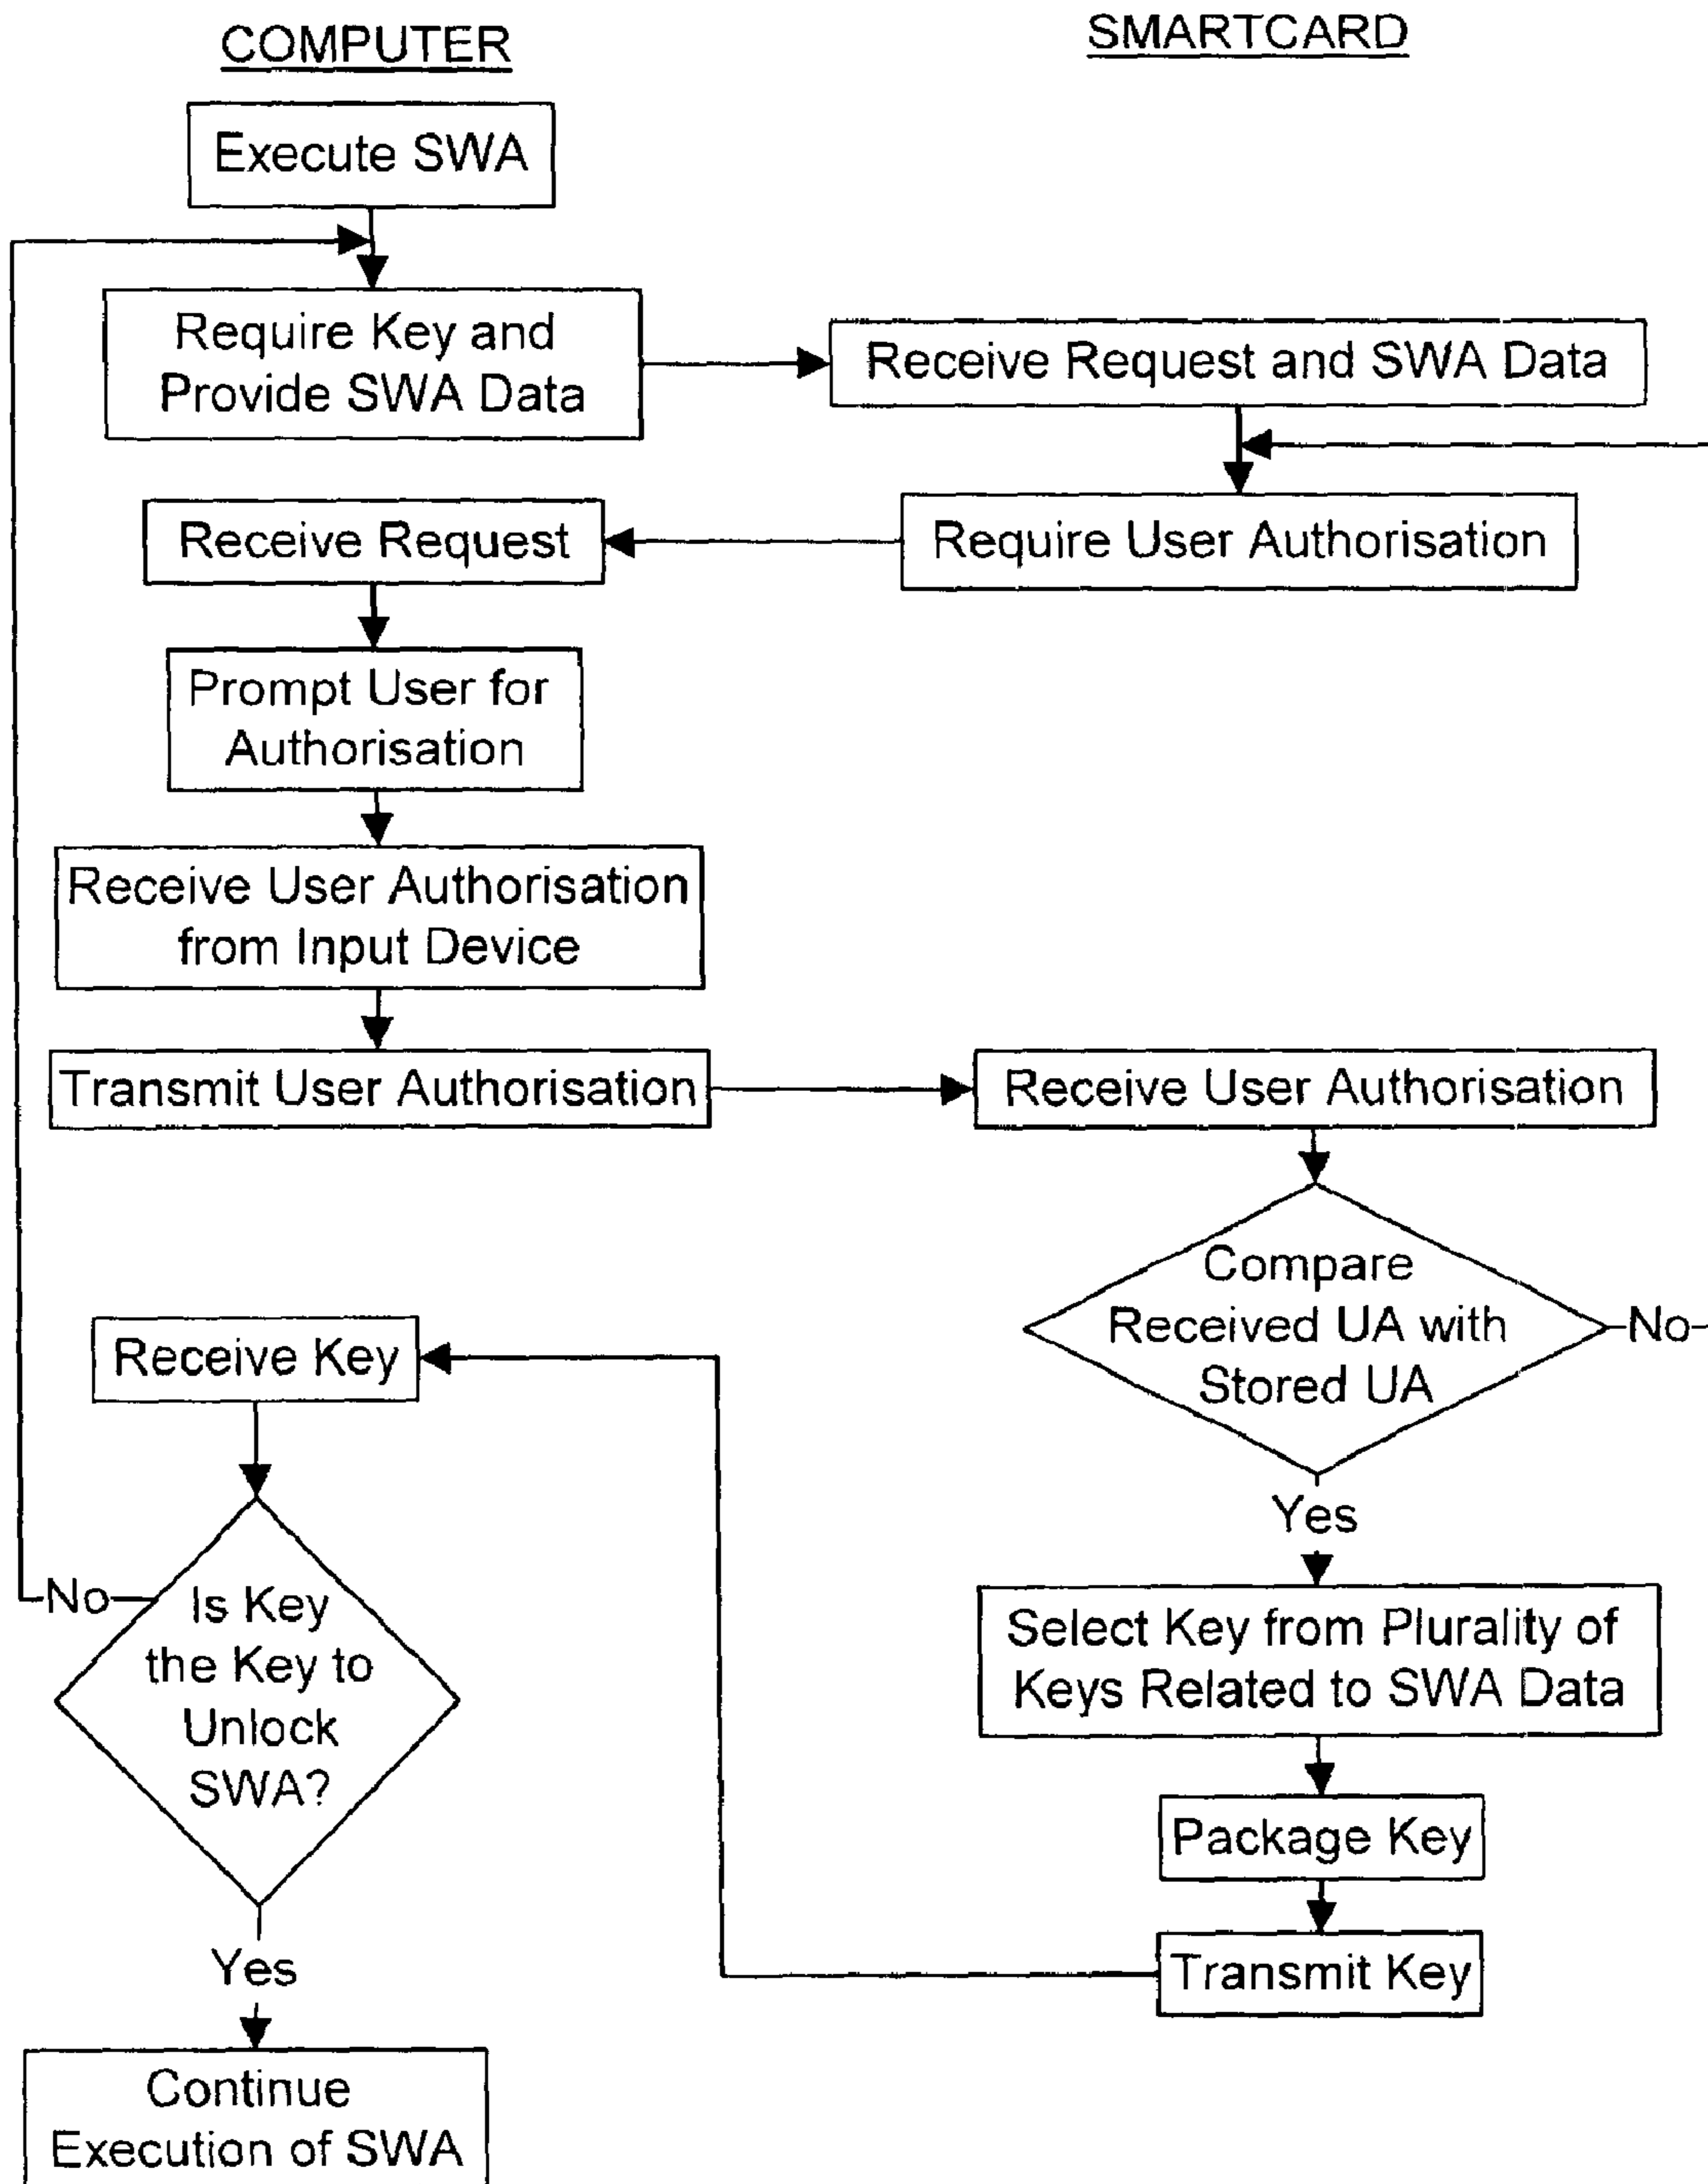 COMPUTER
SMARTCARD
Execute SWA
Require Key and
Provide SWA Data
Receive Request and SWA Data
Receive Request
Require User Authorisation
Prompt User for
Authorisation
Receive User Authorisation
from Input Device
Transmit User Authorisation
Receive User Authorisation
Compare
Received UA with
Stored UA
No
Yes
Select Key from Plurality of
Keys Related to SWA Data
Package Key
Transmit Key
Receive Key
Is Key
the Key to
Unlock
SWA?
No
Yes
Continue
Execution of SWA